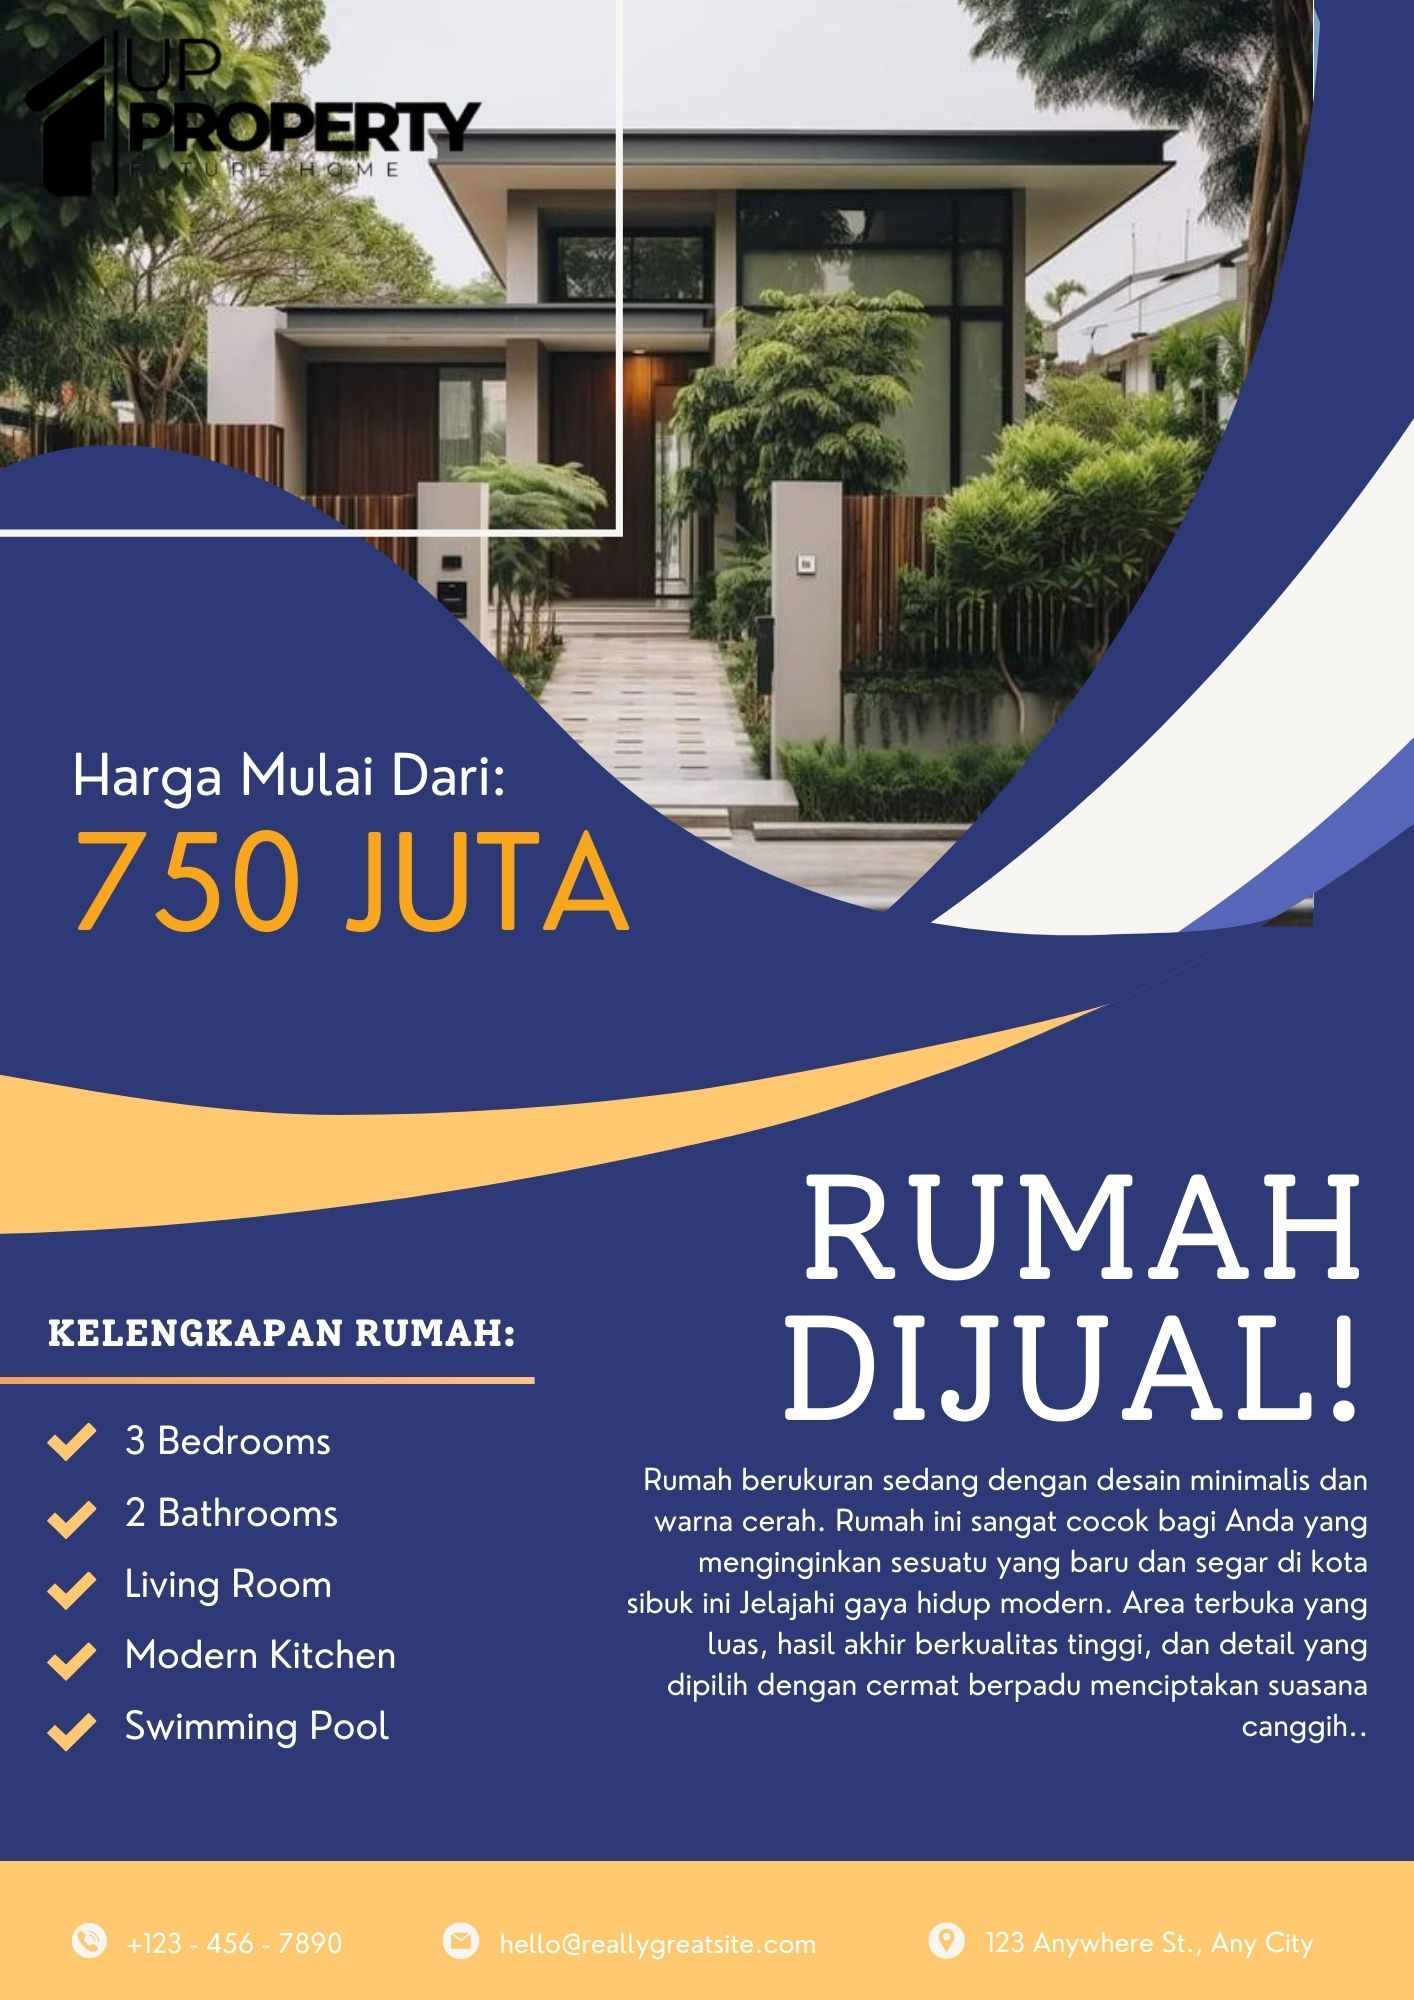 UP
PROPERTY
FUTURE HOME
Harga Mulai Dari:
750 JUTA
RUMAH
DIJUAL!
KELENGKAPAN RUMAH:
3 Bedrooms
2 Bathrooms
Living Room
Modern Kitchen
Swimming Pool
Rumah berukuran sedang dengan desain minimalis dan
warna cerah. Rumah ini sangat cocok bagi Anda yang
menginginkan sesuatu yang baru dan segar di kota
sibuk ini Jelajahi gaya hidup modern. Area terbuka yang
luas, hasil akhir berkualitas tinggi, dan detail yang
dipilih dengan cermat berpadu menciptakan suasana
canggih..
+123 - 456 - 7890
hello@reallygreatsite.com
123 Anywhere St., Any City